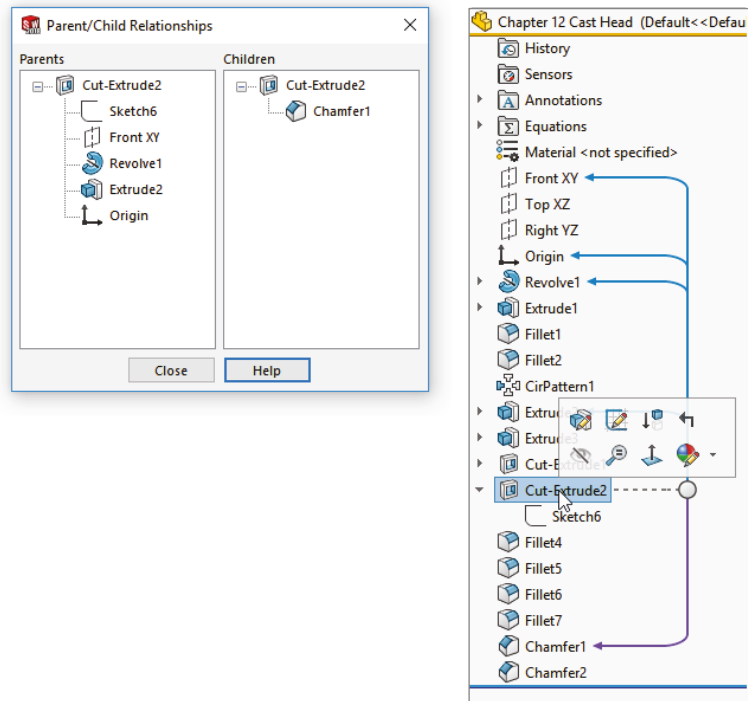 Parent/Child Relationships
Parents
Children
Cut-Extrude2
Sketch6
Front XY
Revolve1
Extrude2
Origin
Cut-Extrude2
Chamfer1
Close
Help
Chapter 12 Cast Head (Default<<Defau
History
Sensors
Annotations
Equations
Material <not specified>
Front XY
Top XZ
Right YZ
Origin
Revolve1
Extrude1
Fillet1
Fillet2
CirPattern1
Extrude2
Extrude3
Cut-Extrude1
Cut-Extrude2
Sketch6
Fillet4
Fillet5
Fillet6
Fillet7
Chamfer1
Chamfer2